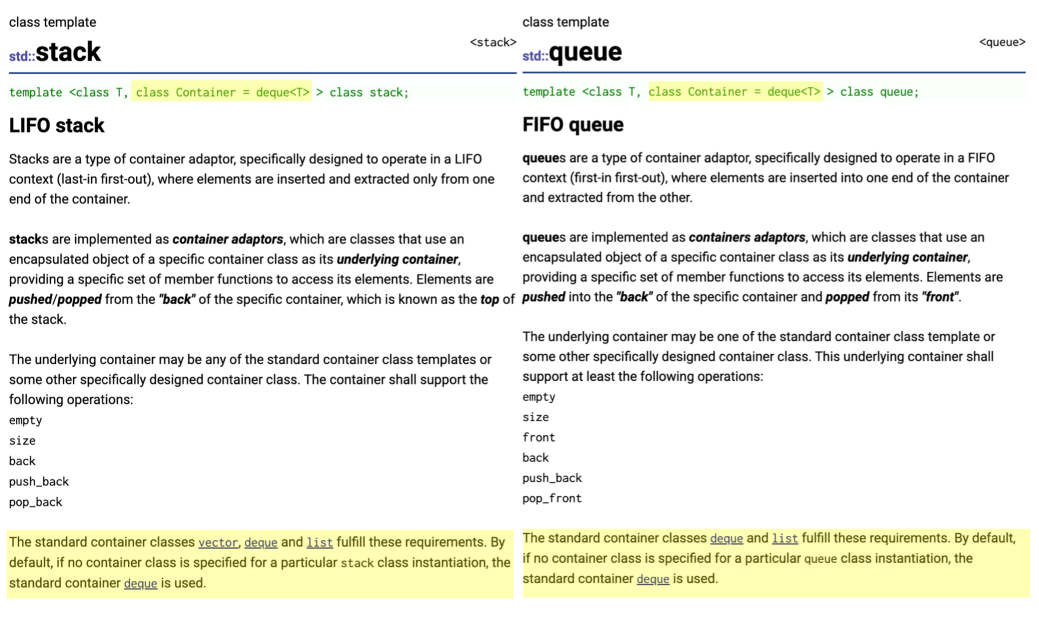 class template
<stack>
std::stack
template <class T, class Container = deque<T> > class stack;
LIFO stack
Stacks are a type of container adaptor, specifically designed to operate in a LIFO
context (last-in first-out), where elements are inserted and extracted only from one
end of the container.
stacks are implemented as container adaptors, which are classes that use an
encapsulated object of a specific container class as its underlying container,
providing a specific set of member functions to access its elements. Elements are
pushed/popped from the "back" of the specific container, which is known as the top of
the stack.
The underlying container may be any of the standard container class templates or
some other specifically designed container class. The container shall support the
following operations:
empty
size
back
push_back
pop_back
The standard container classes vector, deque and list fulfill these requirements. By
default, if no container class is specified for a particular stack class instantiation, the
standard container deque is used.
class template
<queue>
std::queue
template <class T, class Container = deque<T> > class queue;
FIFO queue
queues are a type of container adaptor, specifically designed to operate in a FIFO
context (first-in first-out), where elements are inserted into one end of the container
and extracted from the other.
queues are implemented as containers adaptors, which are classes that use an
encapsulated object of a specific container class as its underlying container,
providing a specific set of member functions to access its elements. Elements are
pushed into the "back" of the specific container and popped from its "front".
The underlying container may be one of the standard container class template or
some other specifically designed container class. This underlying container shall
support at least the following operations:
empty
size
front
back
push_back
pop_front
The standard container classes deque and list fulfill these requirements. By default,
if no container class is specified for a particular queue class instantiation, the
standard container deque is used.